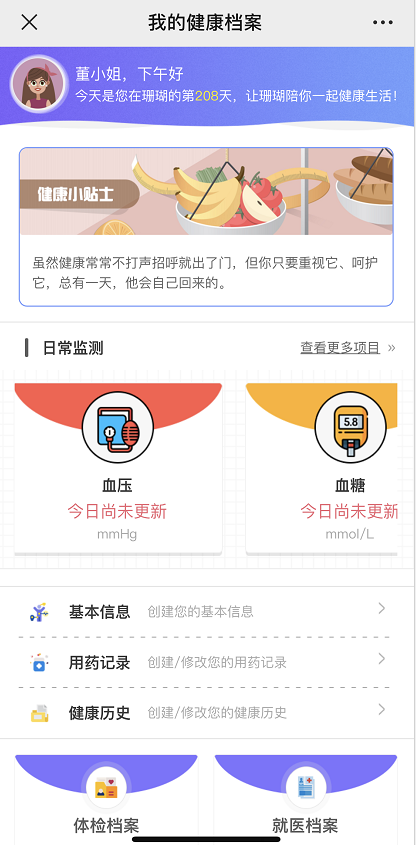 我的健康档案
董小姐，下午好
今天是您在珊瑚的第208天，让珊瑚陪你一起健康生活！
健康小贴士
虽然健康常常不打声招呼就出了门，但你只要重视它、呵护
它，总有一天，他会自己回来的。
日常监测
查看更多项目 »
血压
今日尚未更新
mmHg
5.8
血糖
今日尚未更新
mmol/L
基本信息 创建您的基本信息
用药记录 创建/修改您的用药记录
健康历史 创建/修改您的健康历史
体检档案
就医档案